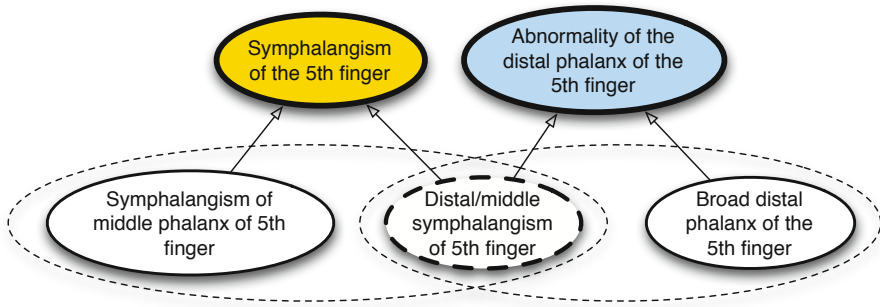 Symphalangism
of the 5th finger
Abnormality of the
distal phalanx of the
5th finger
Symphalangism of
middle phalanx of 5th
finger
Distal/middle
symphalangism
of 5th finger
Broad distal
phalanx of the
5th finger